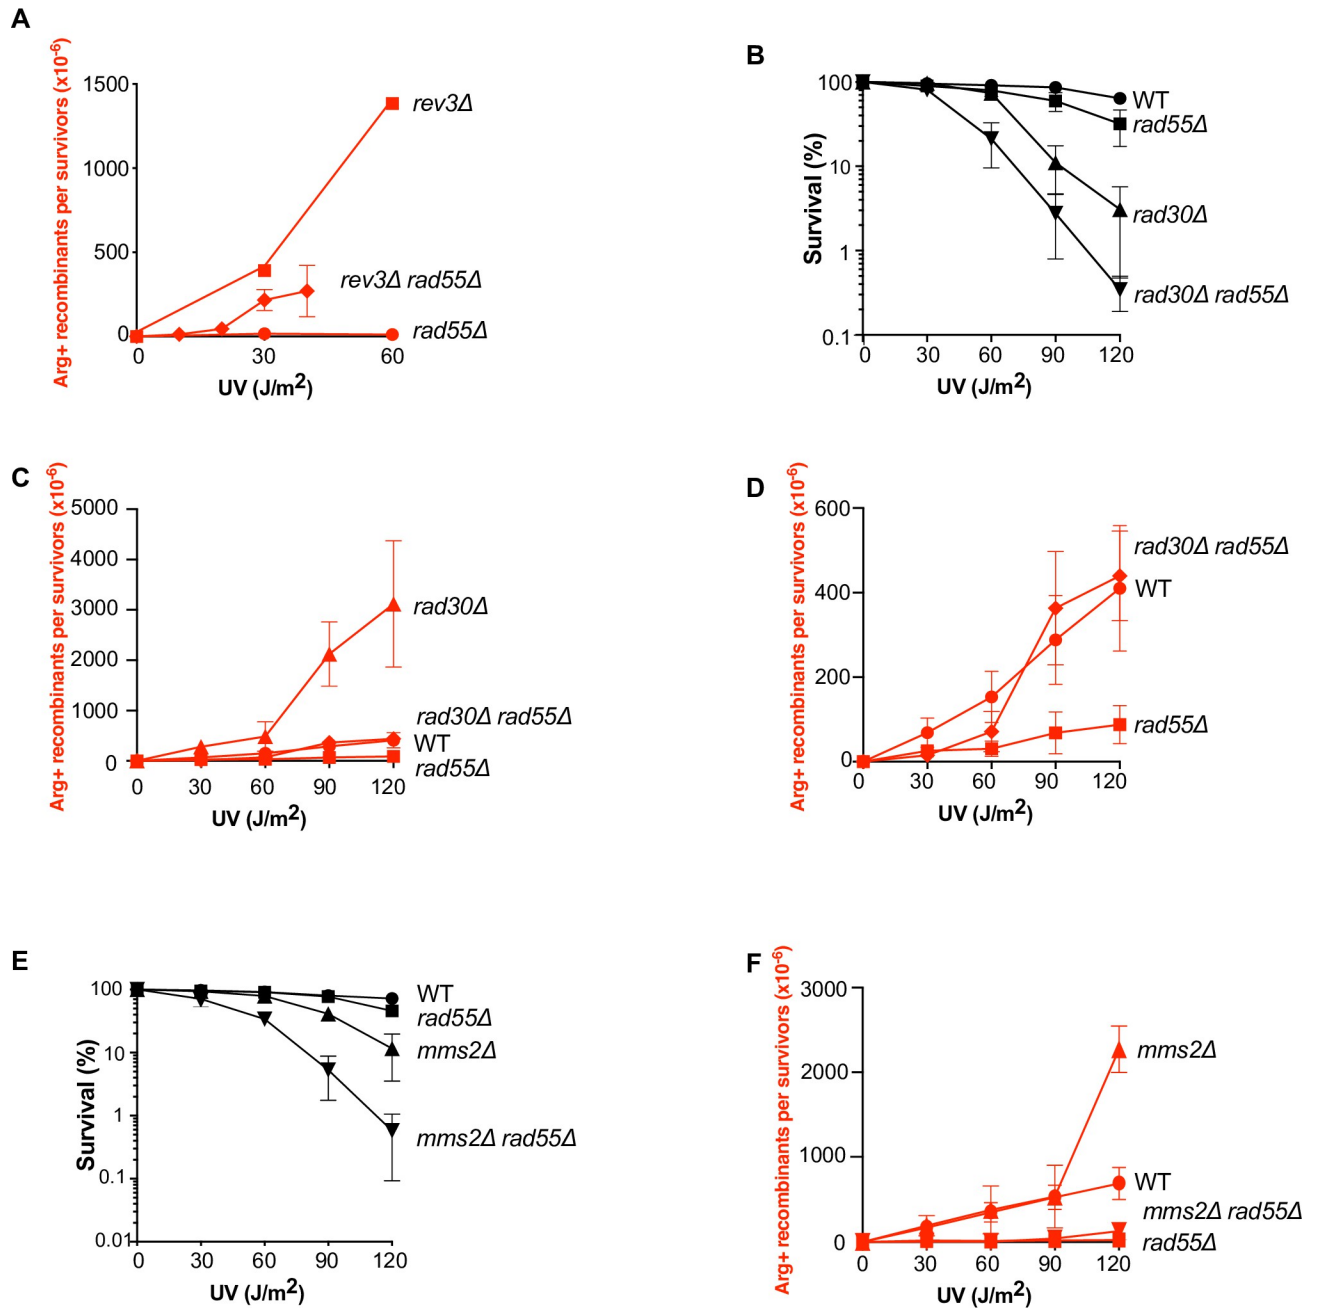 A
Arg+ recombinants per survivors (x10-6)
1500
1000
500
0
0 30 60
UV (J/m2)
rev3Δ
rev3Δ rad55Δ
rad55Δ
B
Survival (%)
100
10
1
0.1
0 30 60 90 120
UV (J/m2)
WT
rad55Δ
rad30Δ
rad30Δ rad55Δ
C
Arg+ recombinants per survivors (x10-6)
5000
4000
3000
2000
1000
0
0 30 60 90 120
UV (J/m2)
rad30Δ
rad30Δ rad55Δ
WT
rad55Δ
D
Arg+ recombinants per survivors (x10-6)
600
400
200
0
0 30 60 90 120
UV (J/m2)
rad30Δ rad55Δ
WT
rad55Δ
E
Survival (%)
100
10
1
0.1
0.01
0 30 60 90 120
UV (J/m2)
WT
rad55Δ
mms2Δ
mms2Δ rad55Δ
F
Arg+ recombinants per survivors (x10-6)
3000
2000
1000
0
0 30 60 90 120
UV (J/m2)
mms2Δ
WT
mms2Δ rad55Δ
rad55Δ